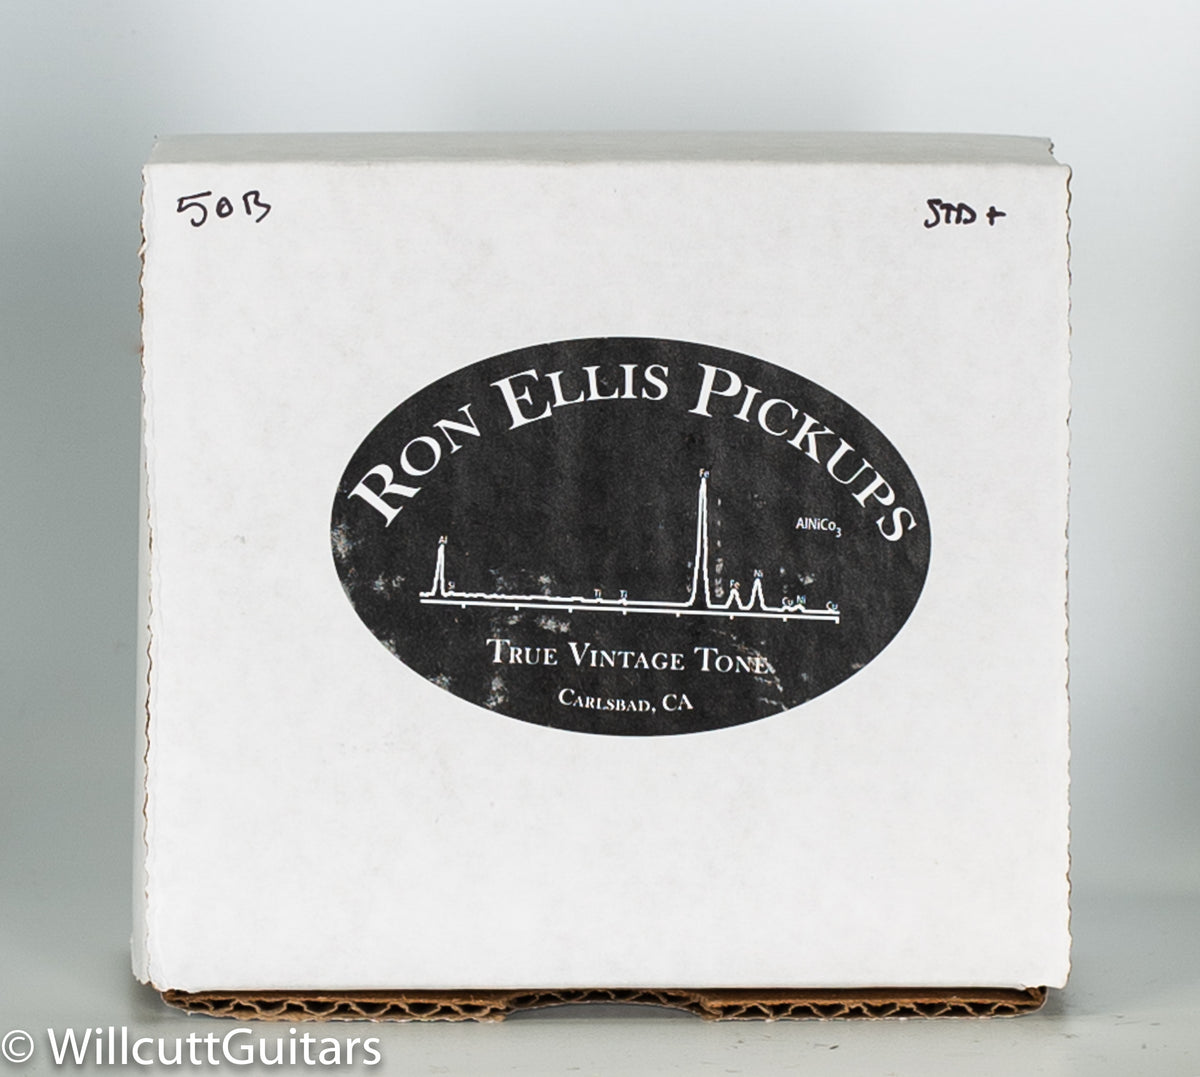 50B
STD +
RON ELLIS PICKUPS
Fe
AlNiCo3
Al
Si
Ti
Ti
Fe
Ni
Cu
Ni
Cu
TRUE VINTAGE TONE
CARLSBAD, CA
© WillcuttGuitars